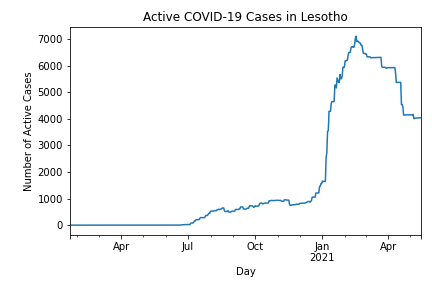 Active COVID-19 Cases in Lesotho
Number of Active Cases
7000
6000
5000
4000
3000
2000
1000
0
Apr
Jul
Oct
Jan
2021
Apr
Day